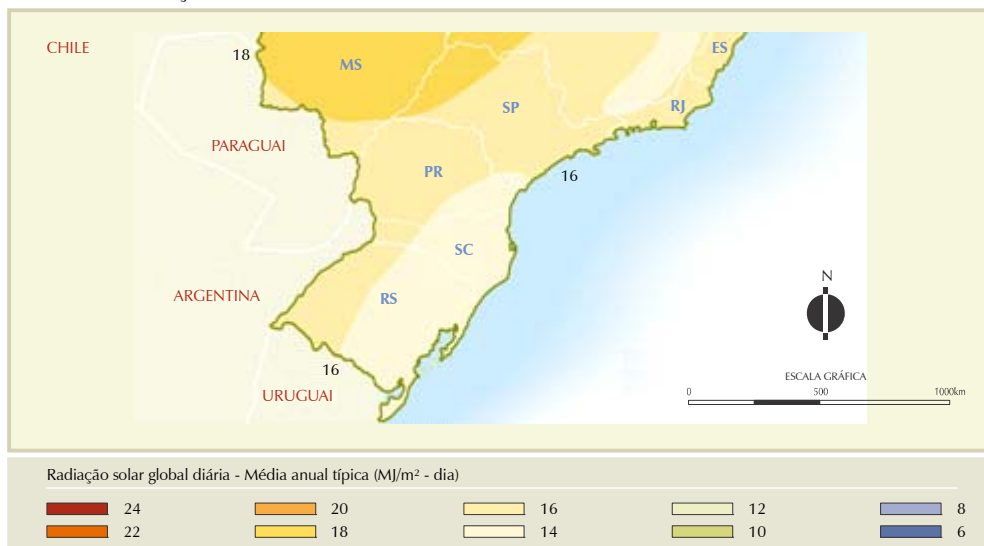 CHILE
ES
18
MS
RJ
SP
PARAGUAI
PR
16
SC
N
ARGENTINA
RS
16
ESCALA GRÁFICA
URUGUAI
0 500 1000km
Radiação solar global diária - Média anual típica (MJ/m² - dia)
24 20 16 12 8
22 18 14 10 6